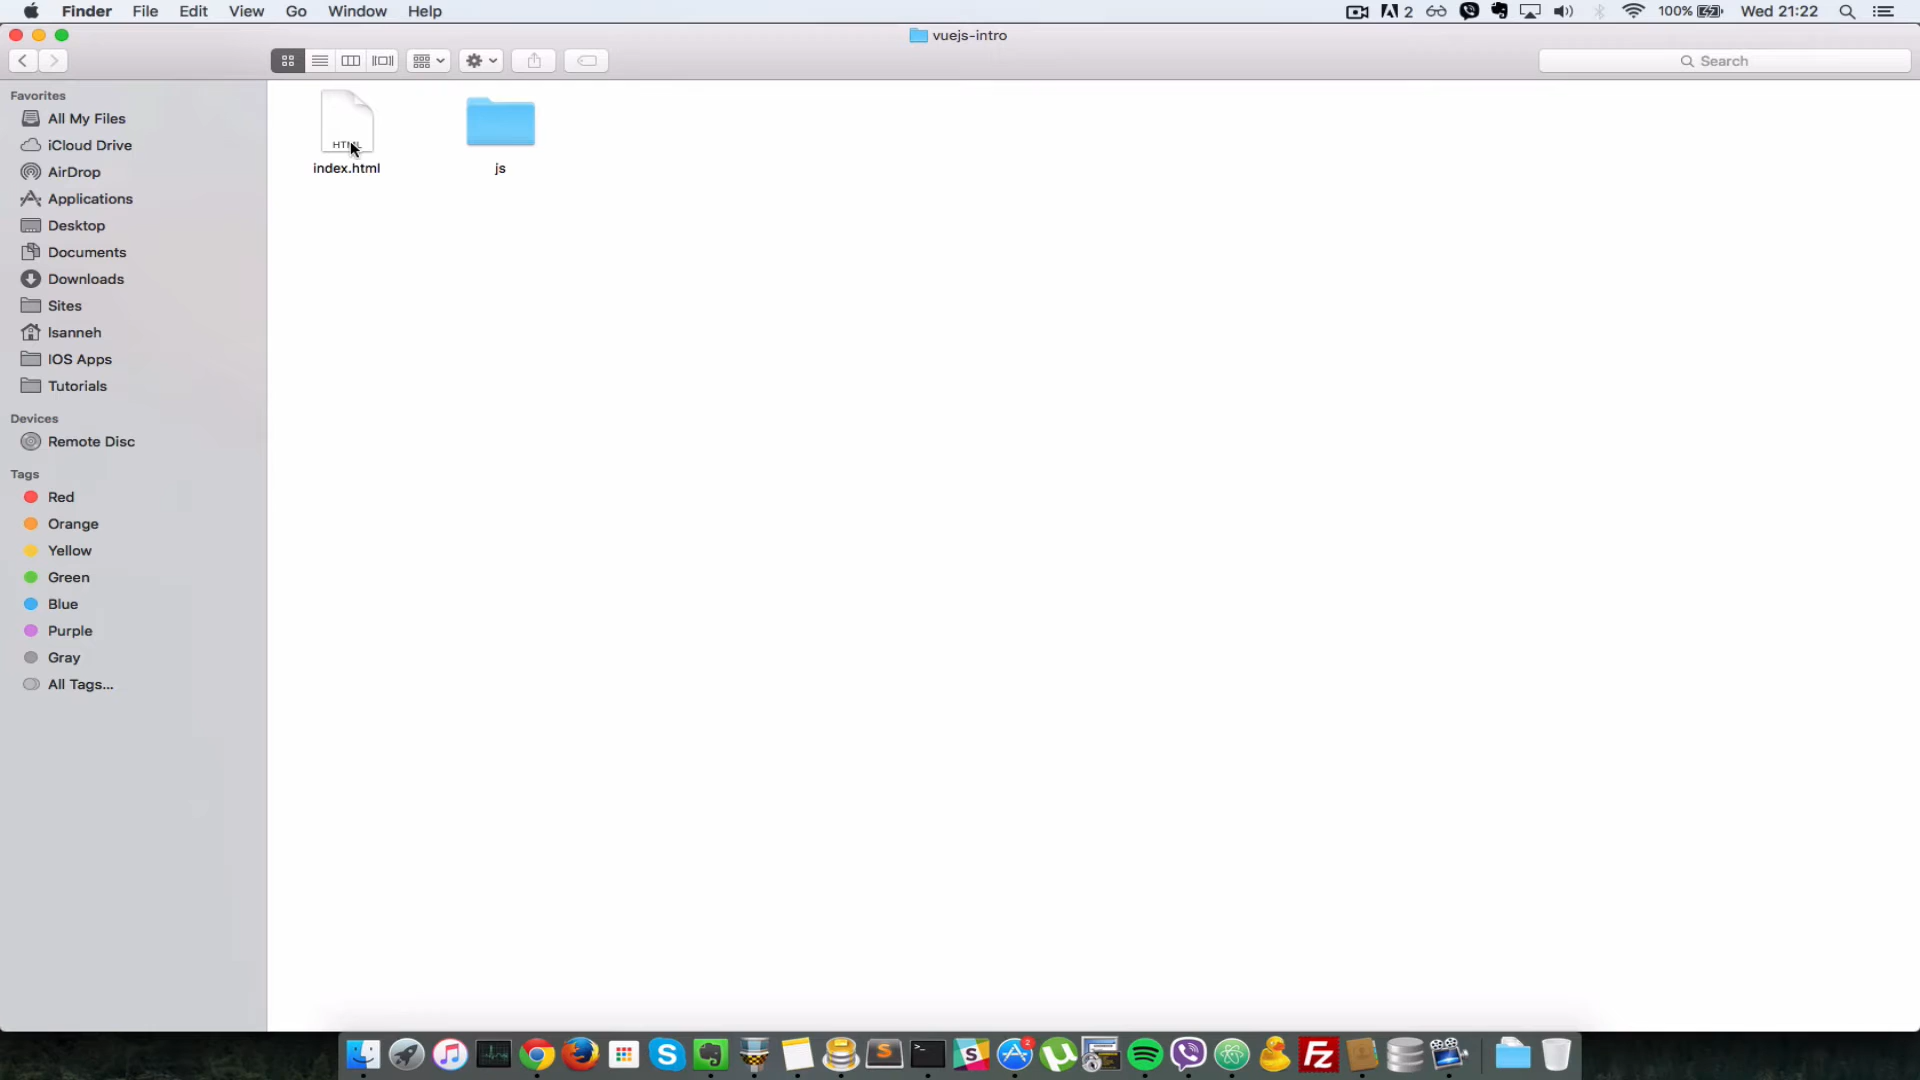 Finder File Edit View Go Window Help 2 100% Wed 21:22
vuejs-intro
Search
Favorites
All My Files
iCloud Drive
AirDrop
Applications
Desktop
Documents
Downloads
Sites
lsanneh
IOS Apps
Tutorials
Devices
Remote Disc
Tags
Red
Orange
Yellow
Green
Blue
Purple
Gray
All Tags...
HTML
index.html
js